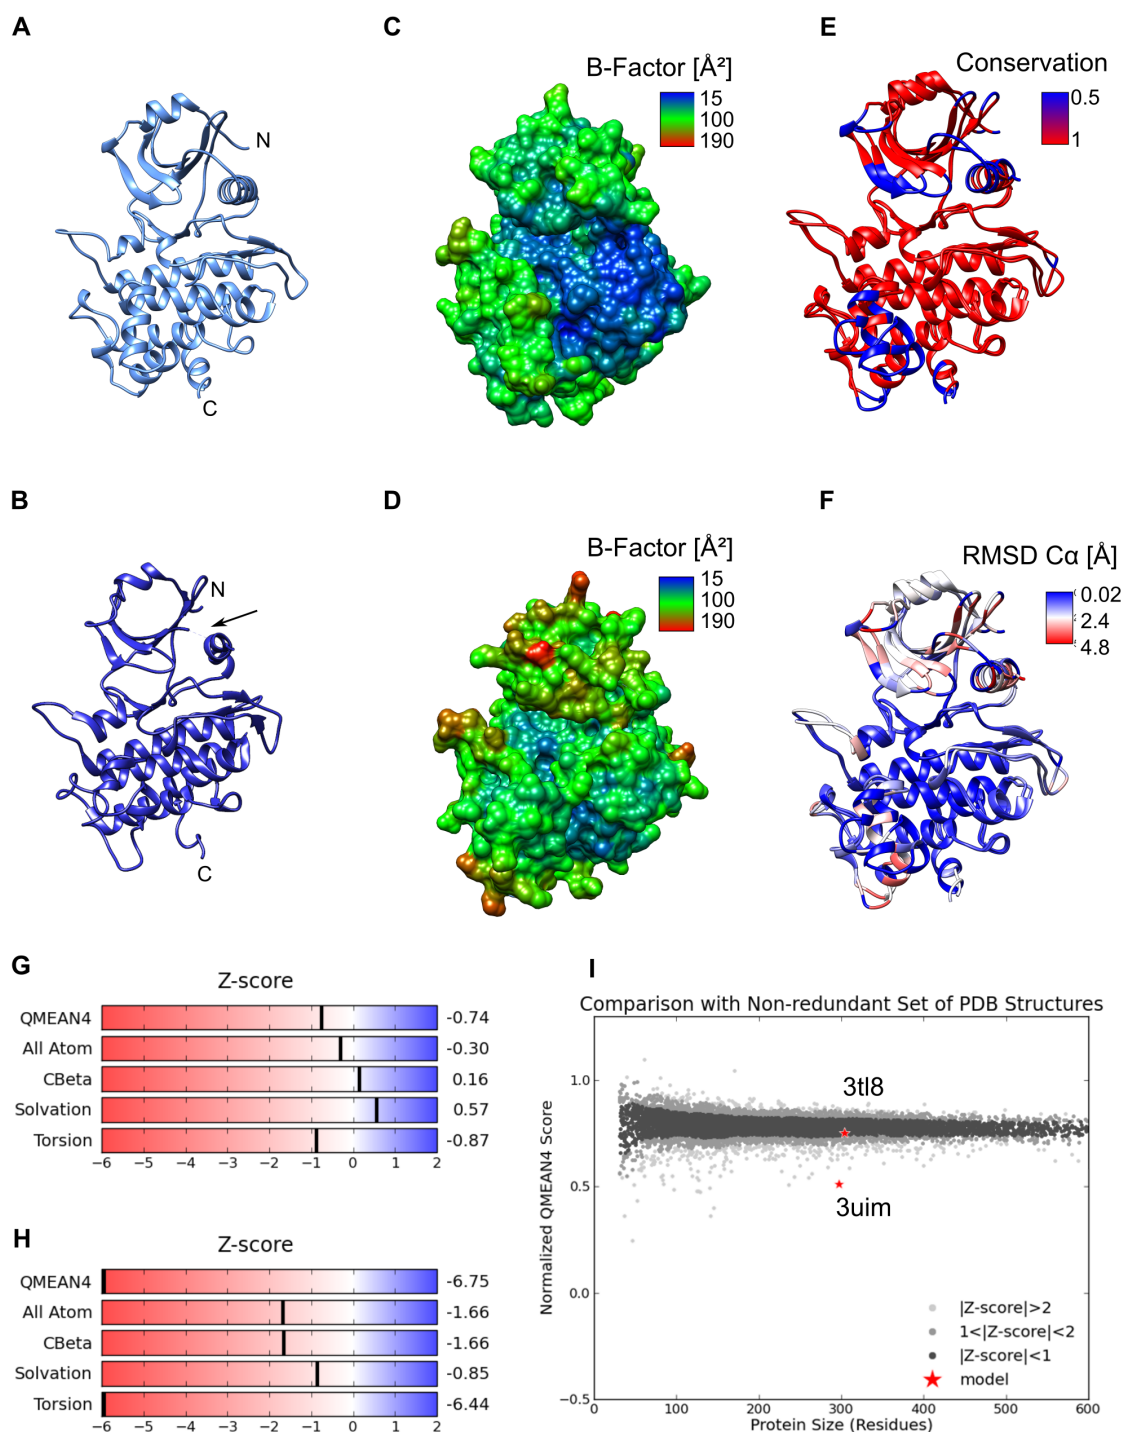 A
N
C
C
B-Factor [Å²]
15
100
190
E
Conservation
0.5
1
B
N
C
D
B-Factor [Å²]
15
100
190
F
RMSD Cα [Å]
0.02
2.4
4.8
G
Z-score
QMEAN4 -0.74
All Atom -0.30
CBeta 0.16
Solvation 0.57
Torsion -0.87
−6 −5 −4 −3 −2 −1 0 1 2
H
Z-score
QMEAN4 -6.75
All Atom -1.66
CBeta -1.66
Solvation -0.85
Torsion -6.44
−6 −5 −4 −3 −2 −1 0 1 2
I
Comparison with Non-redundant Set of PDB Structures
Normalized QMEAN4 Score
1.0
0.5
0.0
−0.5
3tl8
3uim
|Z-score|>2
1<|Z-score|<2
|Z-score|<1
model
0 100 200 300 400 500 600
Protein Size (Residues)